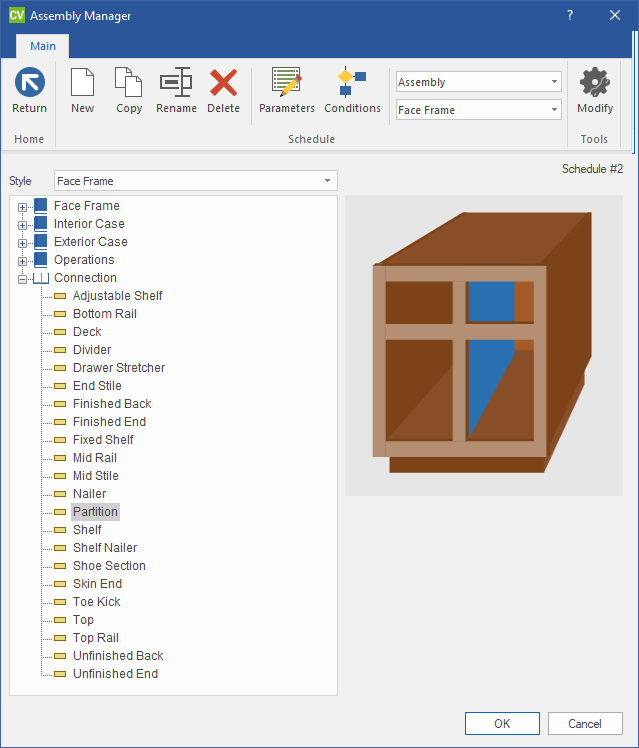 CV Assembly Manager ?
Main
Return New Copy Rename Delete Parameters Conditions Assembly Face Frame Modify
Home Schedule Tools
Schedule #2
Style Face Frame
Face Frame
Interior Case
Exterior Case
Operations
Connection
Adjustable Shelf
Bottom Rail
Deck
Divider
Drawer Stretcher
End Stile
Finished Back
Finished End
Fixed Shelf
Mid Rail
Mid Stile
Nailer
Partition
Shelf
Shelf Nailer
Shoe Section
Skin End
Toe Kick
Top
Top Rail
Unfinished Back
Unfinished End
OK Cancel